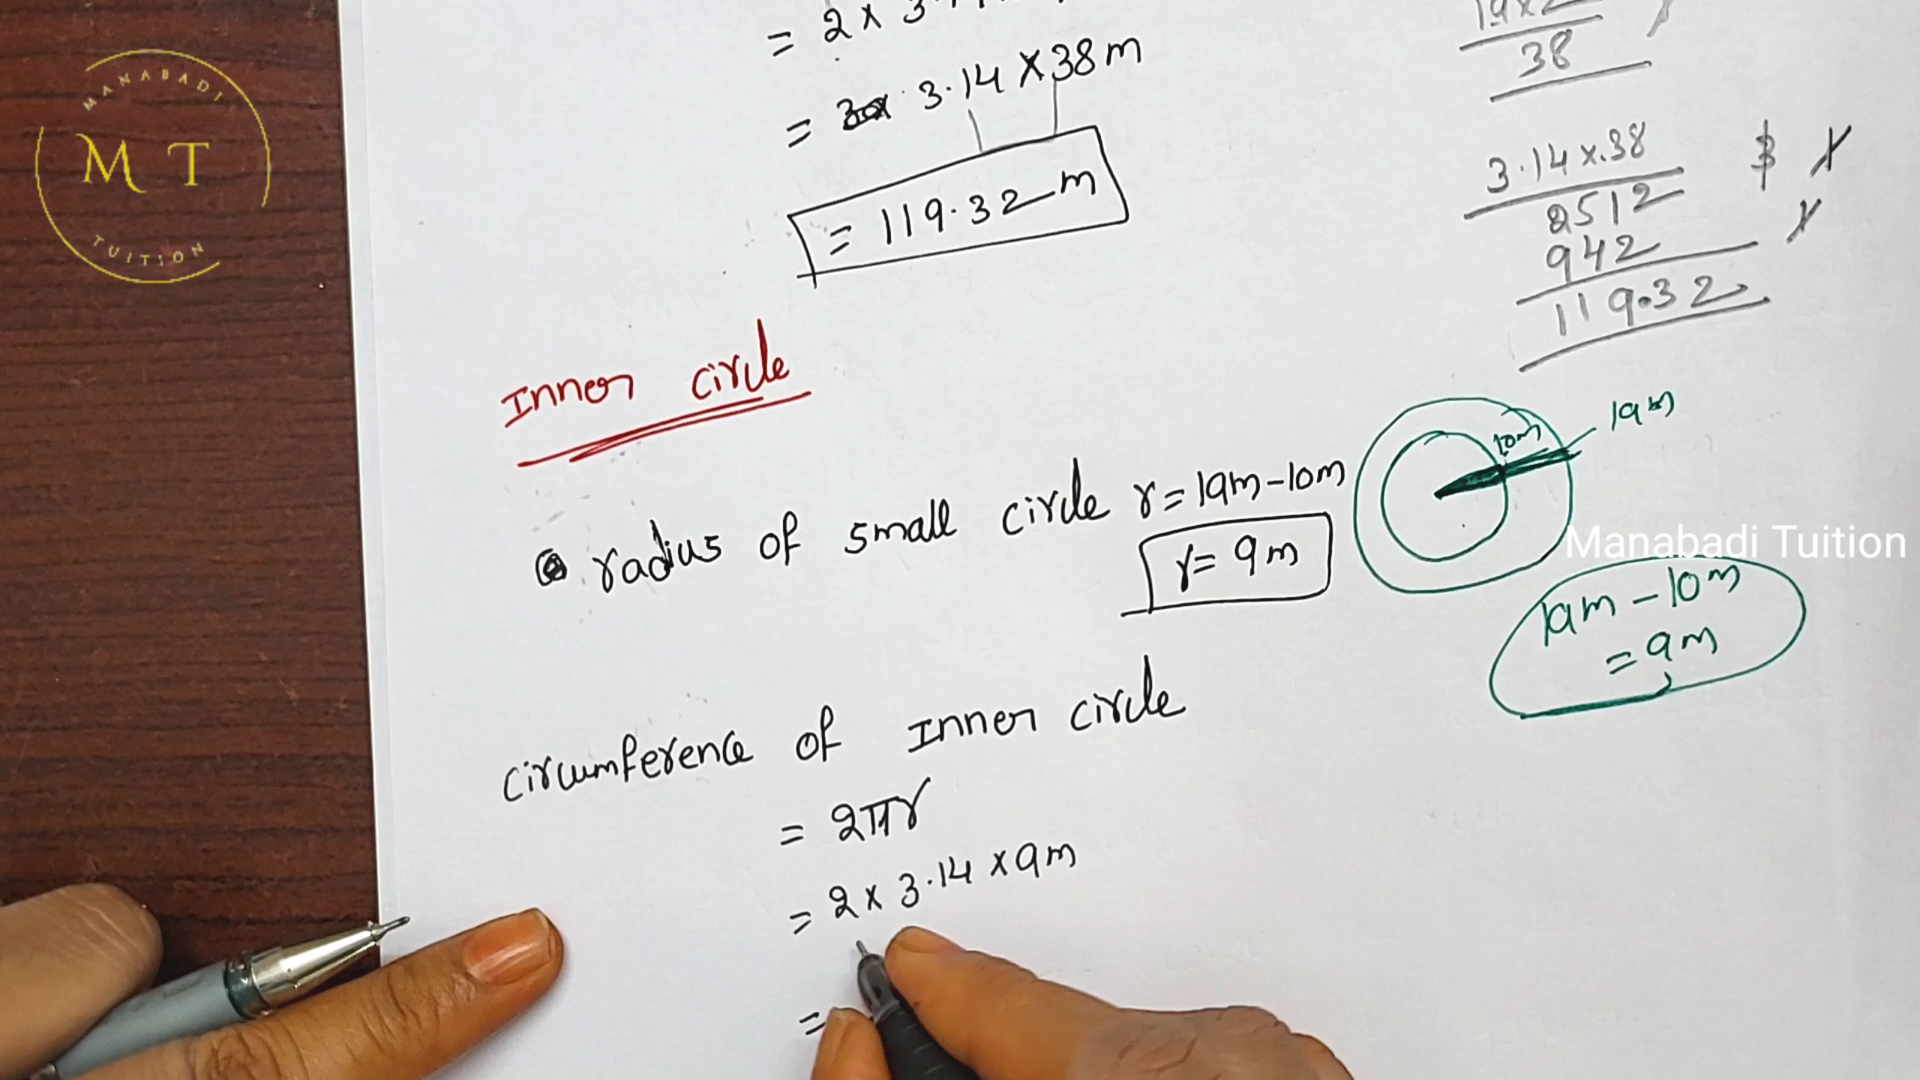 MANABADI
M T
TUITION
= 2 × 3.
= 3.14 × 38m
= 119.32 m
38
3.14 × 38
2512
942
119.32
Inner circle
radius of small circle r = 19m - 10m
r = 9m
10m
19m
Manabadi Tuition
19m - 10m
= 9m
circumference of Inner circle
= 2πr
= 2 × 3.14 × 9m
=